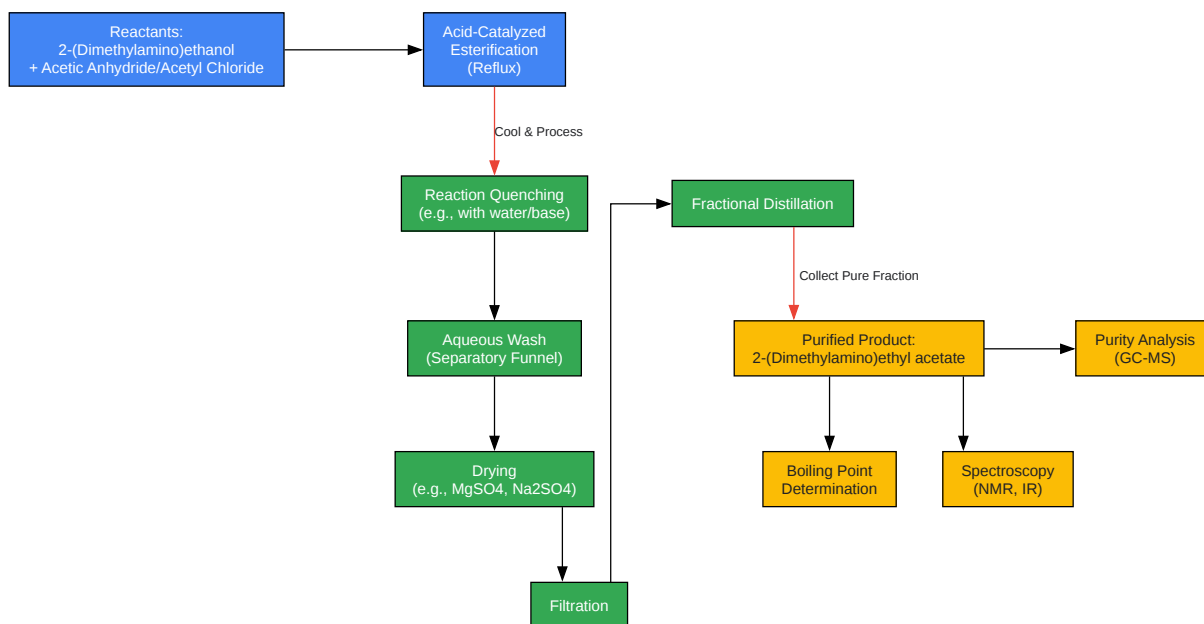 Reactants:
2-(Dimethylamino)ethanol
+ Acetic Anhydride/Acetyl Chloride
Acid-Catalyzed
Esterification
(Reflux)
Cool & Process
Reaction Quenching
(e.g., with water/base)
Aqueous Wash
(Separatory Funnel)
Drying
(e.g., MgSO4, Na2SO4)
Filtration
Fractional Distillation
Collect Pure Fraction
Purified Product:
2-(Dimethylamino)ethyl acetate
Purity Analysis
(GC-MS)
Boiling Point
Determination
Spectroscopy
(NMR, IR)